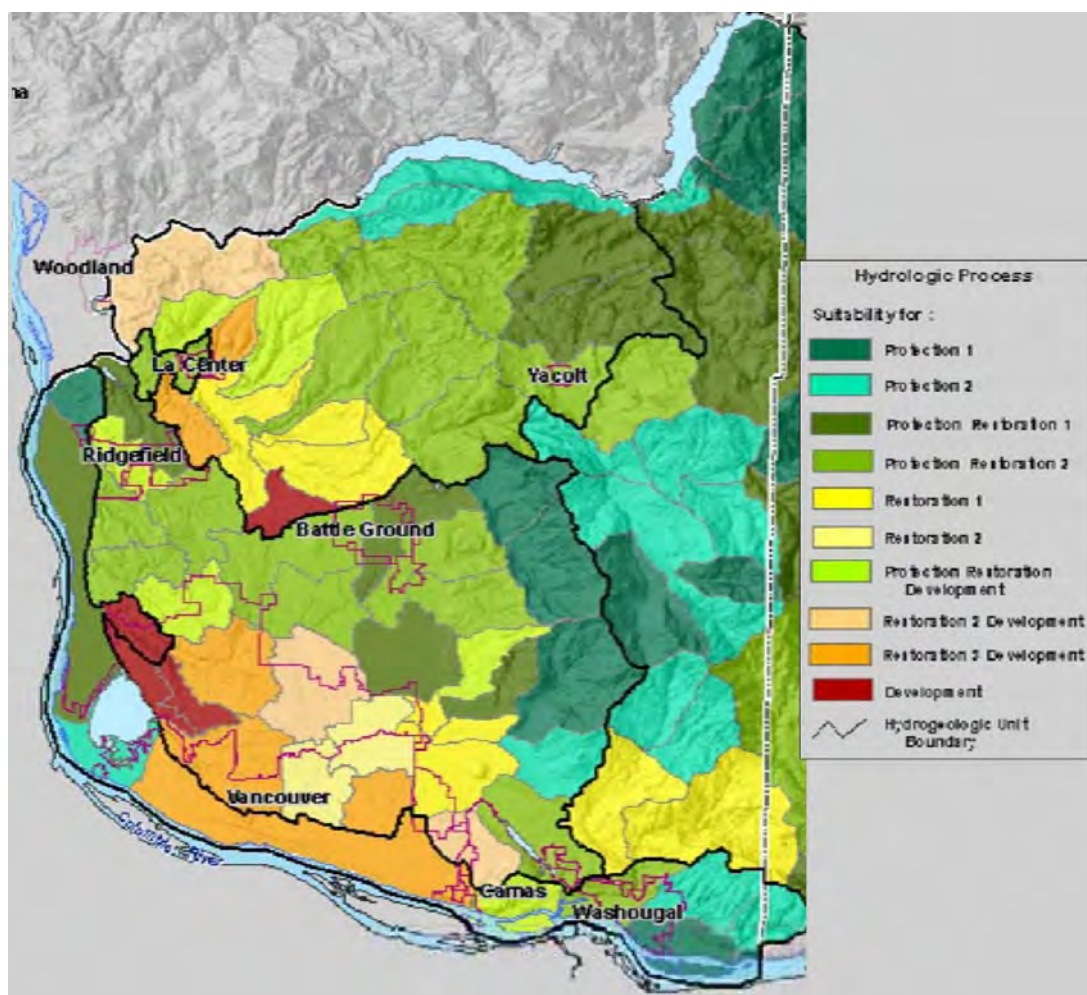 na
Woodland
La Center
Yacolt
Ridgefield
Battle Ground
Vancouver
Columbia River
Camas
Washougal
Hydrologic Process
Suitability for :
Protection 1
Protection 2
Protection Restoration 1
Protection Restoration 2
Restoration 1
Restoration 2
Protection Restoration
Development
Restoration 2 Development
Restoration 3 Development
Development
Hydrogeologic Unit
Boundary